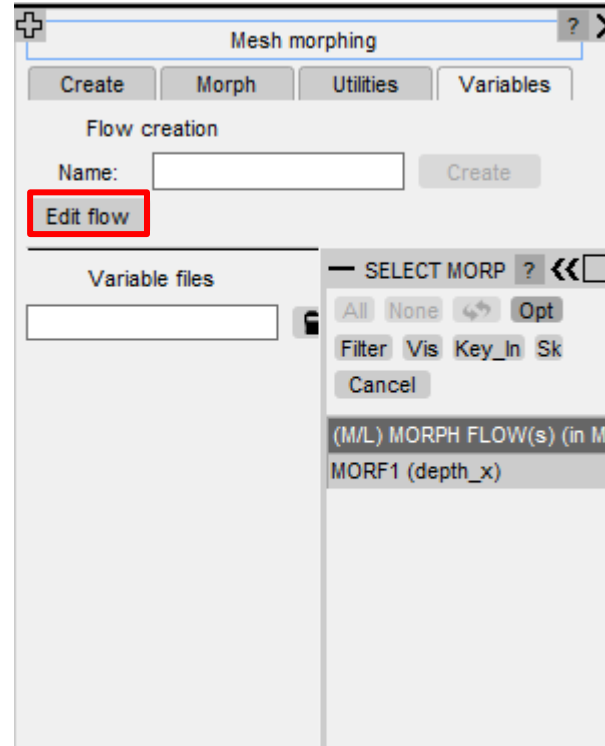 Mesh morphing
?
Create Morph Utilities Variables
Flow creation
Name: Create
Edit flow
Variable files
SELECT MORP ?
All None Opt
Filter Vis Key_In Sk
Cancel
(M/L) MORPH FLOW(s) (in M
MORF1 (depth_x)